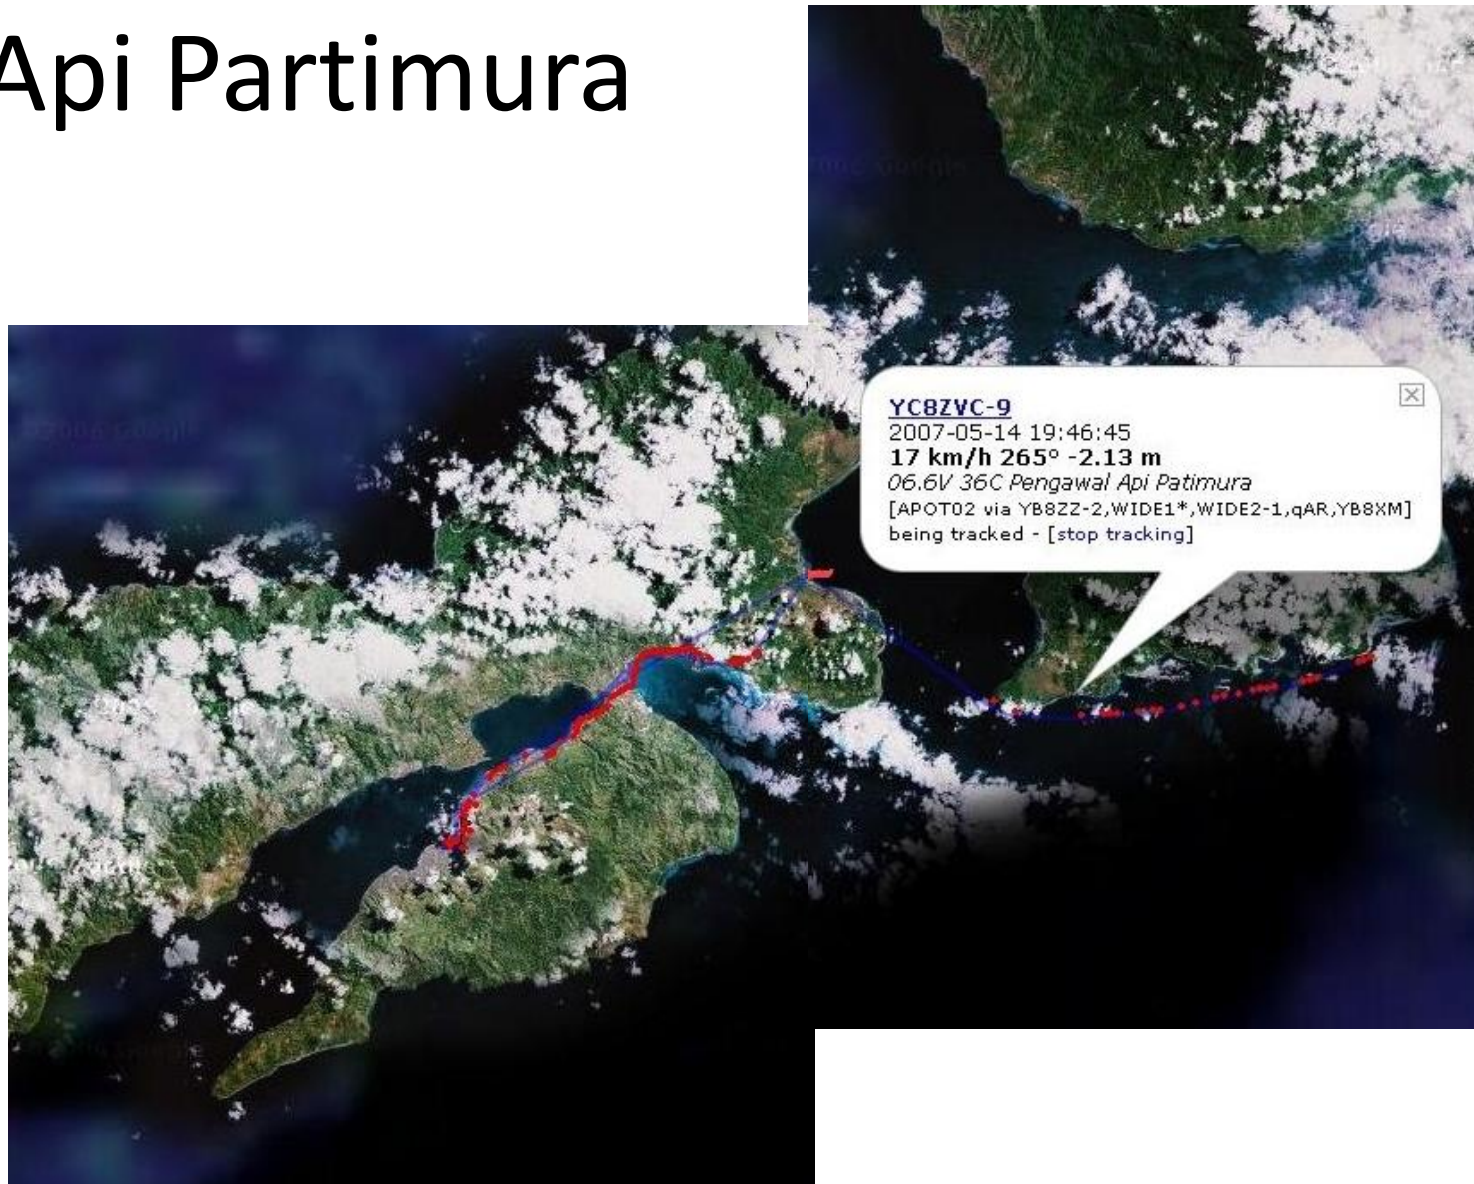 Api Partimura
YC8ZVC-9
2007-05-14 19:46:45
17 km/h 265° -2.13 m
06.6V 36C Pengawal Api Patimura
[APOT02 via YB8ZZ-2,WIDE1*,WIDE2-1,qAR,YB8XM]
being tracked - [stop tracking]